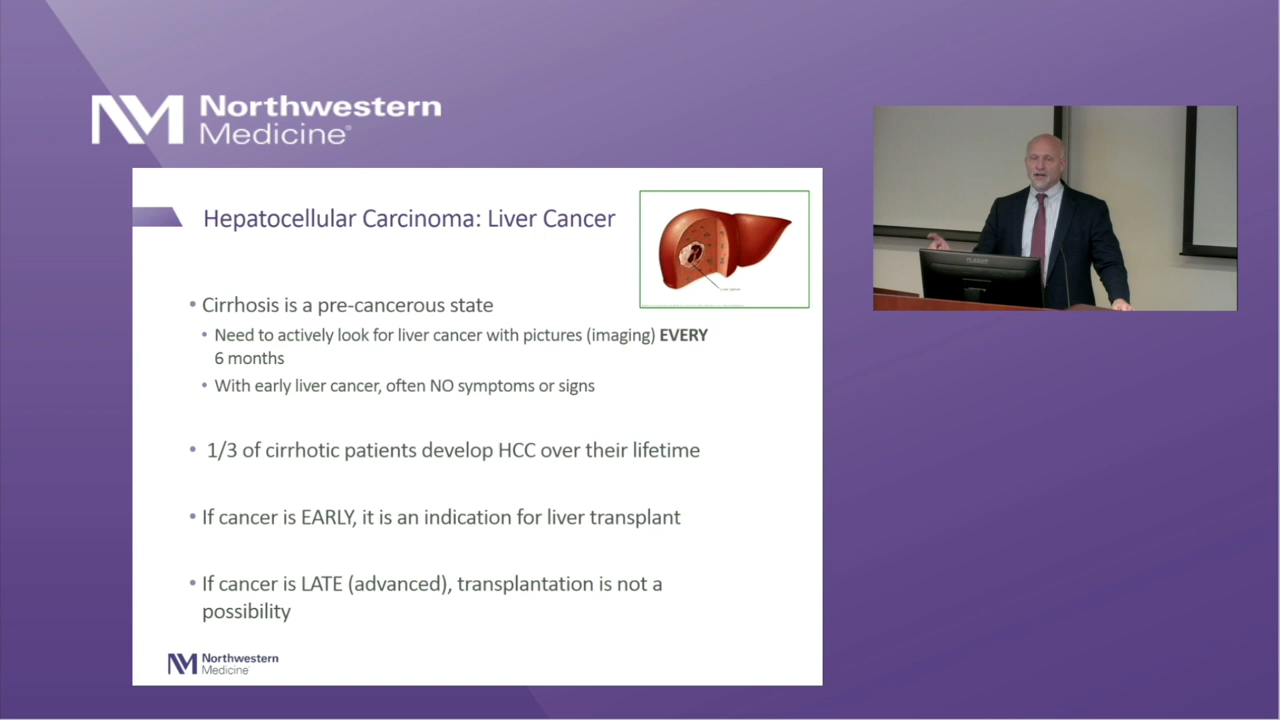 Northwestern
Medicine®
Hepatocellular Carcinoma: Liver Cancer
• Cirrhosis is a pre-cancerous state
• Need to actively look for liver cancer with pictures (imaging) EVERY
6 months
• With early liver cancer, often NO symptoms or signs
• 1/3 of cirrhotic patients develop HCC over their lifetime
• If cancer is EARLY, it is an indication for liver transplant
• If cancer is LATE (advanced), transplantation is not a
possibility
Northwestern
Medicine